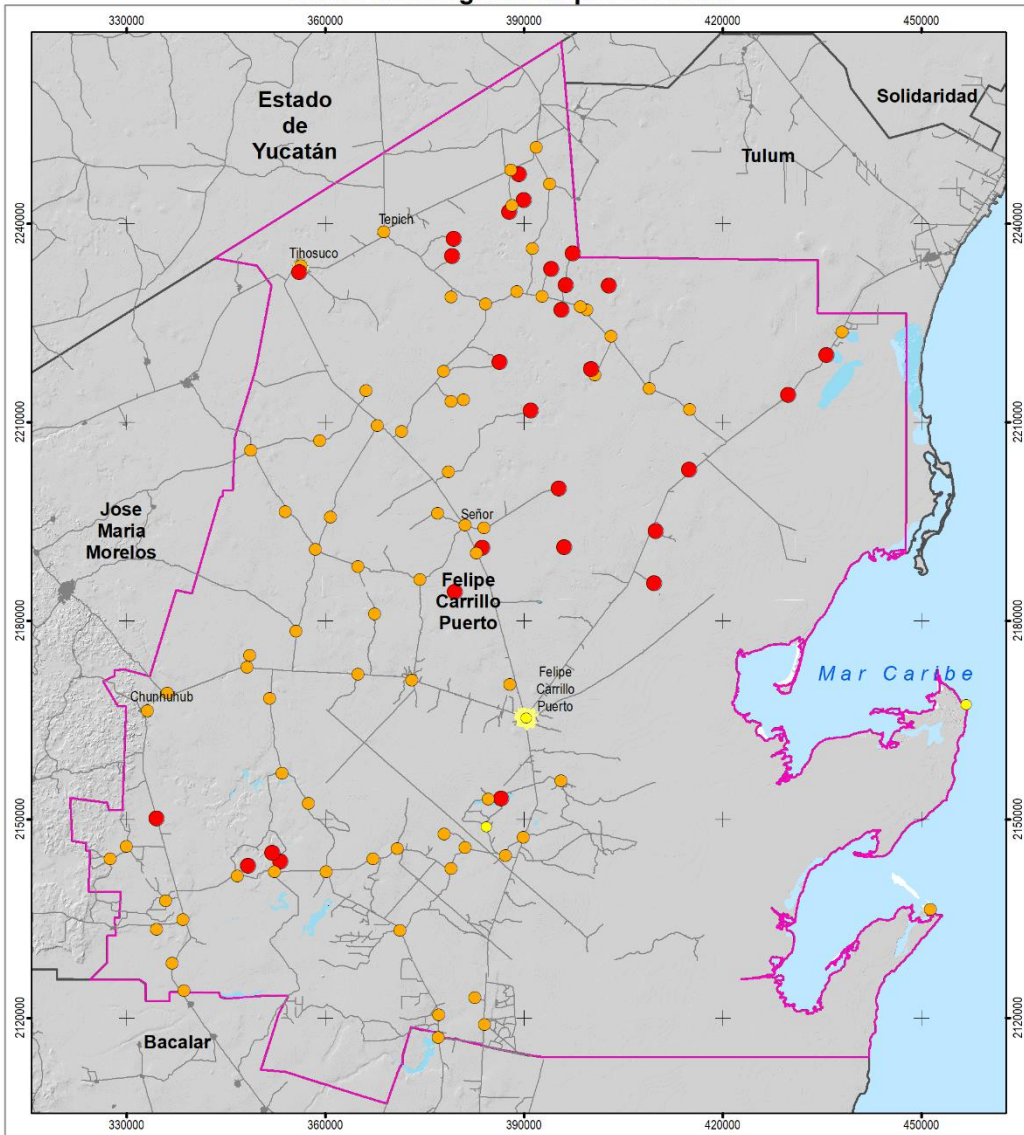 330000 360000 390000 420000 450000
Estado
de
Yucatán
Solidaridad
Tulum
2240000 2240000
Tepich
Tihosuco
2210000 2210000
Jose
Maria
Morelos
Señor
Felipe
Carrillo
Puerto
2180000 2180000
Mar Caribe
Felipe
Carrillo
Puerto
Chunhuhub
2150000 2150000
2120000 2120000
Bacalar
330000 360000 390000 420000 450000